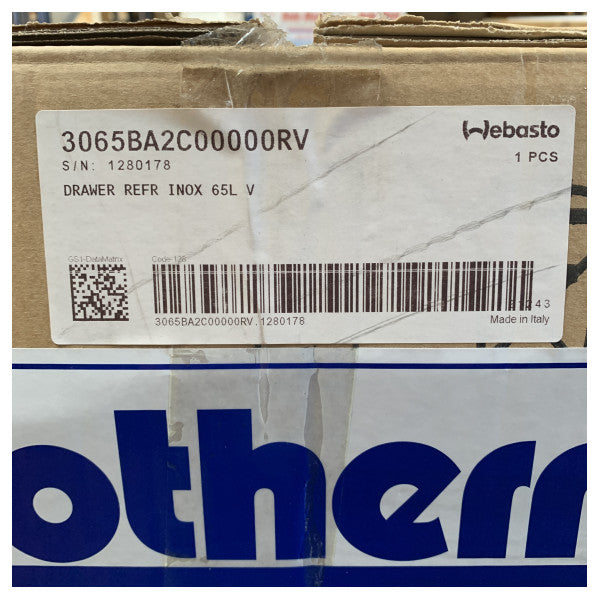 3065BA2C00000RV
Webasto
S/N: 1280178
1 PCS
DRAWER REFR INOX 65L V
GS1-DataMatrix
Code-128
3065BA2C00000RV.1280178
Made in Italy
otherm